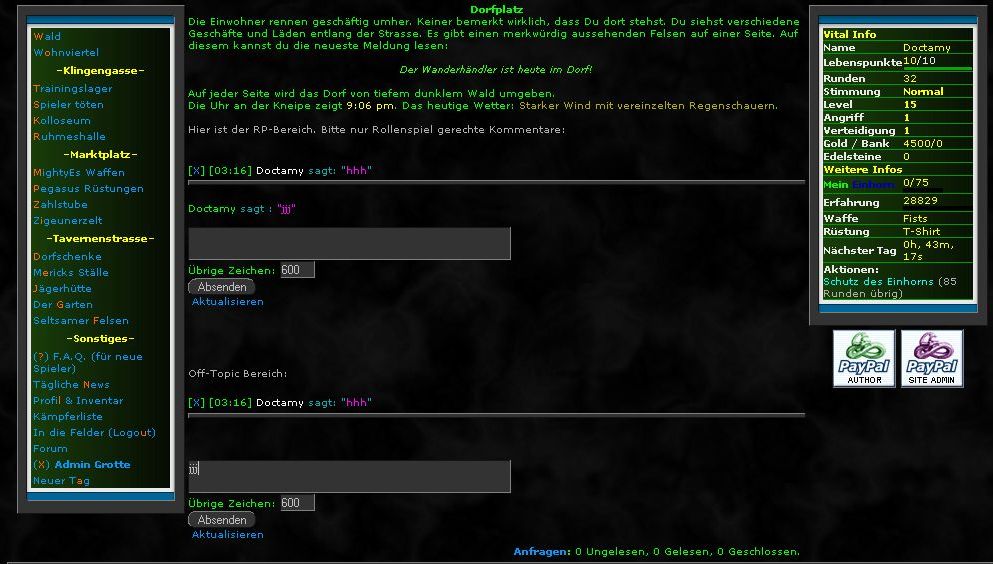 Wald
Wohnviertel
~Klingengasse~
Trainingslager
Spieler töten
Kolloseum
Ruhmeshalle
~Marktplatz~
MightyEs Waffen
Pegasus Rüstungen
Zahlstube
Zigeunerzelt
~Tavernenstrasse~
Dorfschenke
Mericks Ställe
Jägerhütte
Der Garten
Seltsamer Felsen
~Sonstiges~
(?) F.A.Q. (für neue
Spieler)
Tägliche News
Profil & Inventar
Kämpferliste
In die Felder (Logout)
Forum
(X) Admin Grotte
Neuer Tag
Dorfplatz
Die Einwohner rennen geschäftig umher. Keiner bemerkt wirklich, dass Du dort stehst. Du siehst verschiedene
Geschäfte und Läden entlang der Strasse. Es gibt einen merkwürdig aussehenden Felsen auf einer Seite. Auf
diesem kannst du die neueste Meldung lesen:
Der Wanderhändler ist heute im Dorf!
Auf jeder Seite wird das Dorf von tiefem dunklem Wald umgeben.
Die Uhr an der Kneipe zeigt 9:06 pm. Das heutige Wetter: Starker Wind mit vereinzelten Regenschauern.
Hier ist der RP-Bereich. Bitte nur Rollenspiel gerechte Kommentare:
[X] [03:16] Doctamy sagt: "hhh"
Doctamy sagt : "jjj"
Übrige Zeichen: 600
Absenden
Aktualisieren
Off-Topic Bereich:
[X] [03:16] Doctamy sagt: "hhh"
jjj
Übrige Zeichen: 600
Absenden
Aktualisieren
Anfragen: 0 Ungelesen, 0 Gelesen, 0 Geschlossen.
Vital Info
Name Doctamy
Lebenspunkte 10/10
Runden 32
Stimmung Normal
Level 15
Angriff 1
Verteidigung 1
Gold / Bank 4500/0
Edelsteine 0
Weitere Infos
Mein Einhorn 0/75
Erfahrung 28829
Waffe Fists
Rüstung T-Shirt
Nächster Tag 0h, 43m,
17s
Aktionen:
Schutz des Einhorns (85
Runden übrig)
PayPal
AUTHOR
PayPal
SITE ADMIN